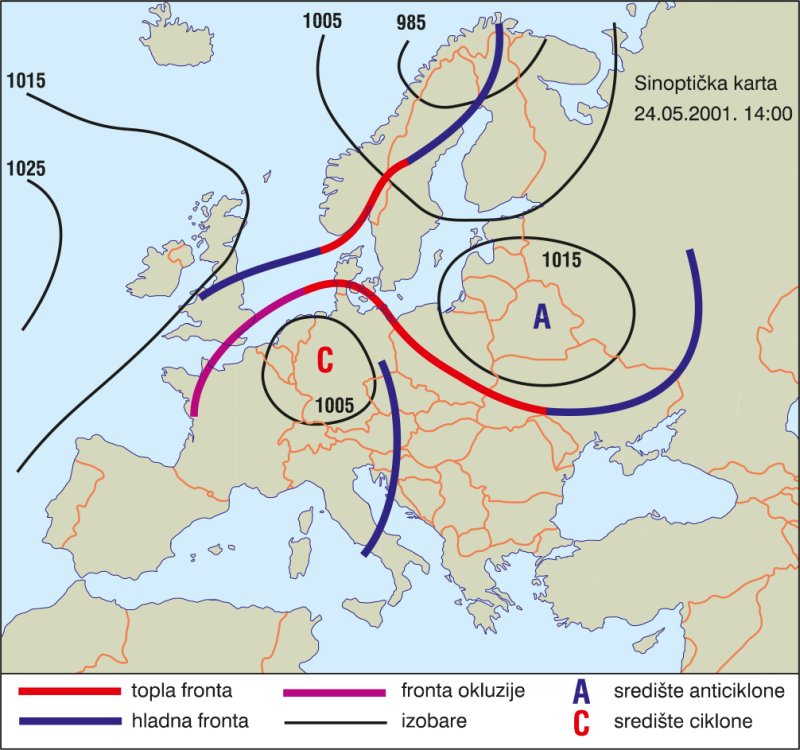 1005
985
1015
Sinoptička karta
24.05.2001. 14:00
1025
1015
A
C
1005
topla fronta
fronta okluzije
A
središte anticiklone
hladna fronta
izobare
C
središte ciklone